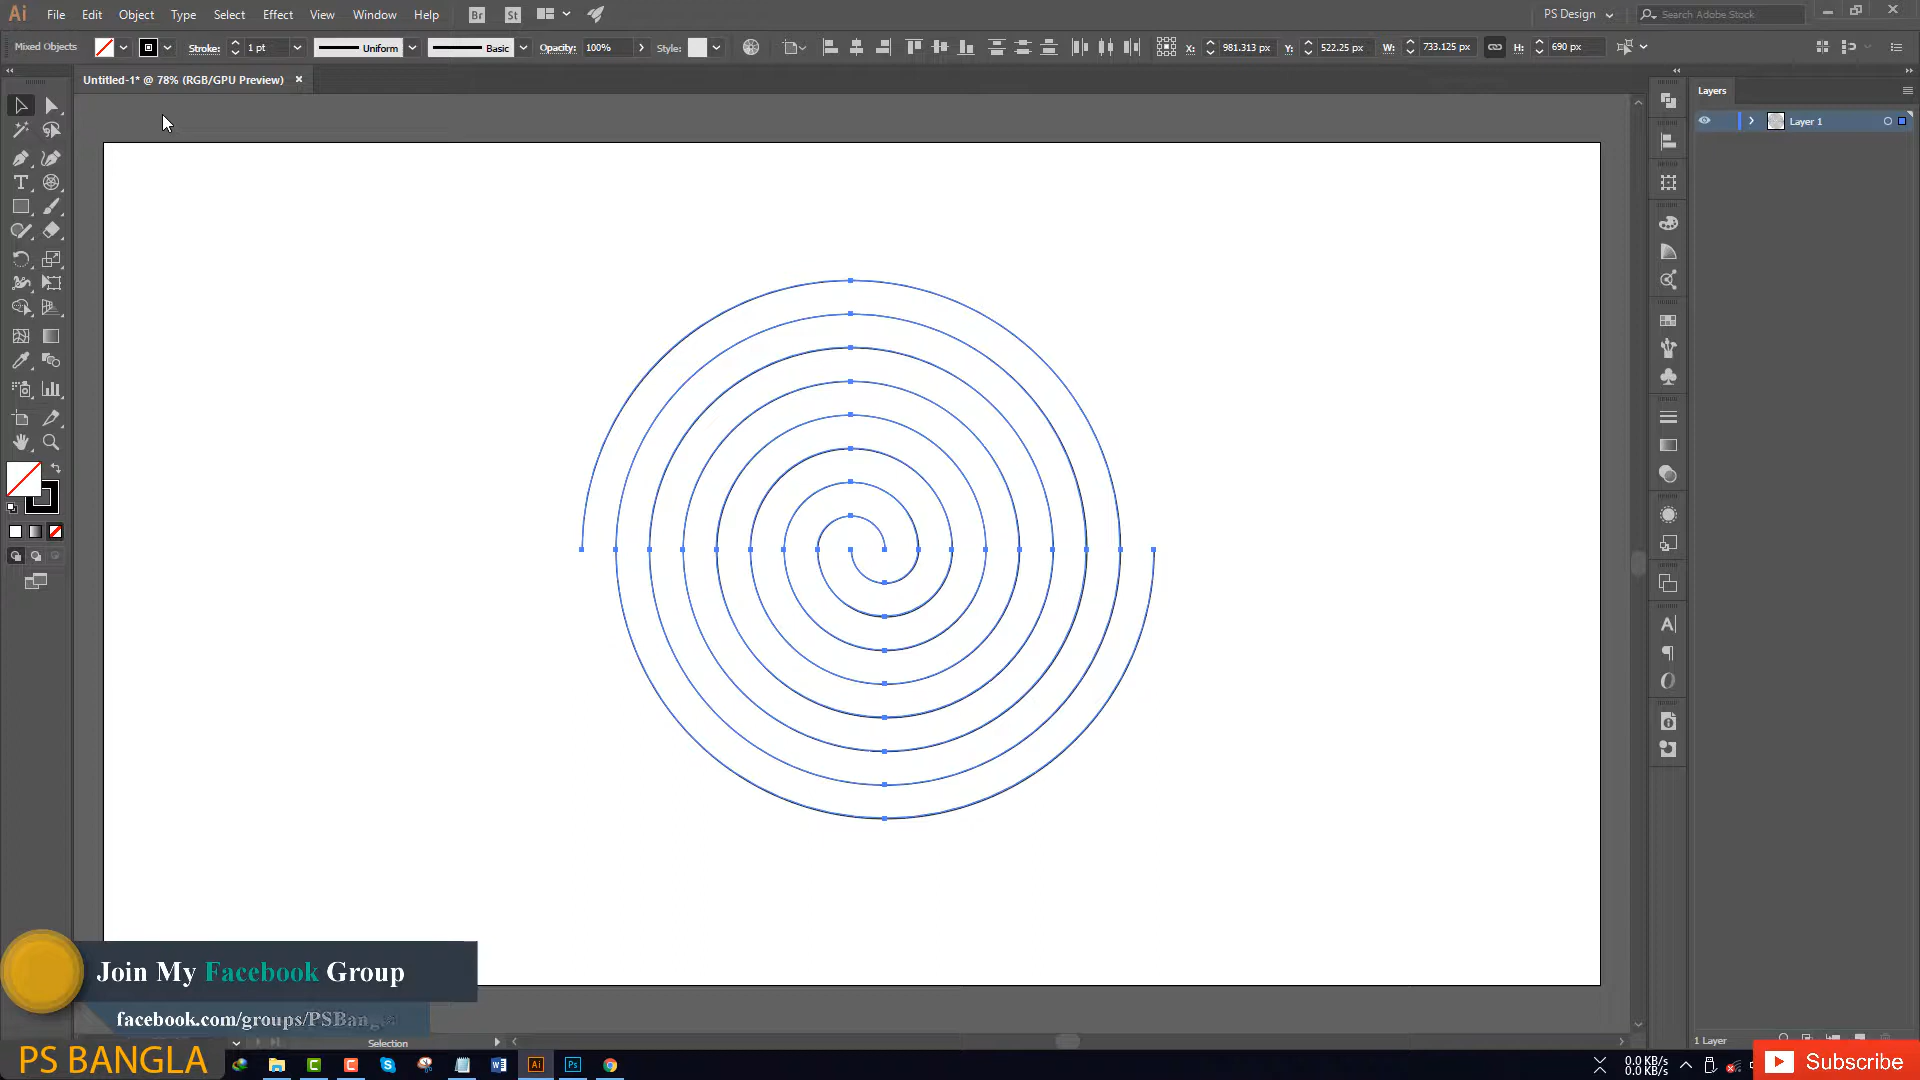 Ai File Edit Object Type Select Effect View Window Help Br St PS Design Search Adobe Stock
Mixed Objects Stroke: 1 pt Uniform Basic Opacity: 100% Style: X: 981.313 px Y: 522.25 px W: 733.125 px H: 690 px
Untitled-1* @ 78% (RGB/GPU Preview)
Layers
Layer 1
Join My Facebook Group
facebook.com/groups/PSBangla
Selection
1 Layer
PS BANGLA
Ai
Ps
0.0 KB/s
0.0 KB/s
Subscribe